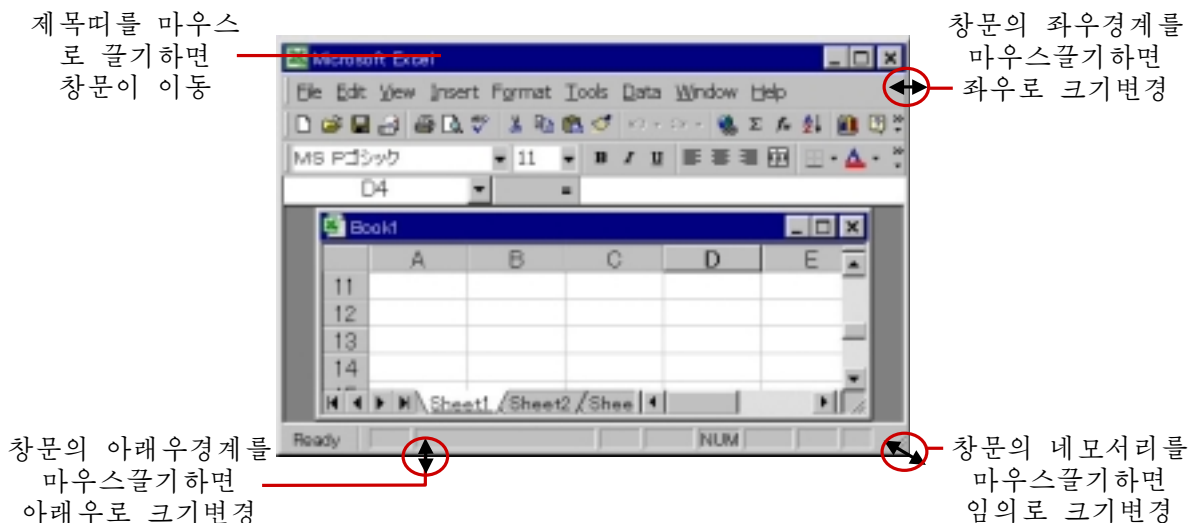 제목띠를 마우스
로 끌기하면
창문이 이동
창문의 좌우경계를
마우스끌기하면
좌우로 크기변경
Microsoft Excel
File Edit View Insert Format Tools Data Window Help
MS Pゴシック 11 B I U
D4 =
Book1
A B C D E
11
12
13
14
Sheet1 Sheet2 Shee
Ready NUM
창문의 아래우경계를
마우스끌기하면
아래우로 크기변경
창문의 네모서리를
마우스끌기하면
임의로 크기변경